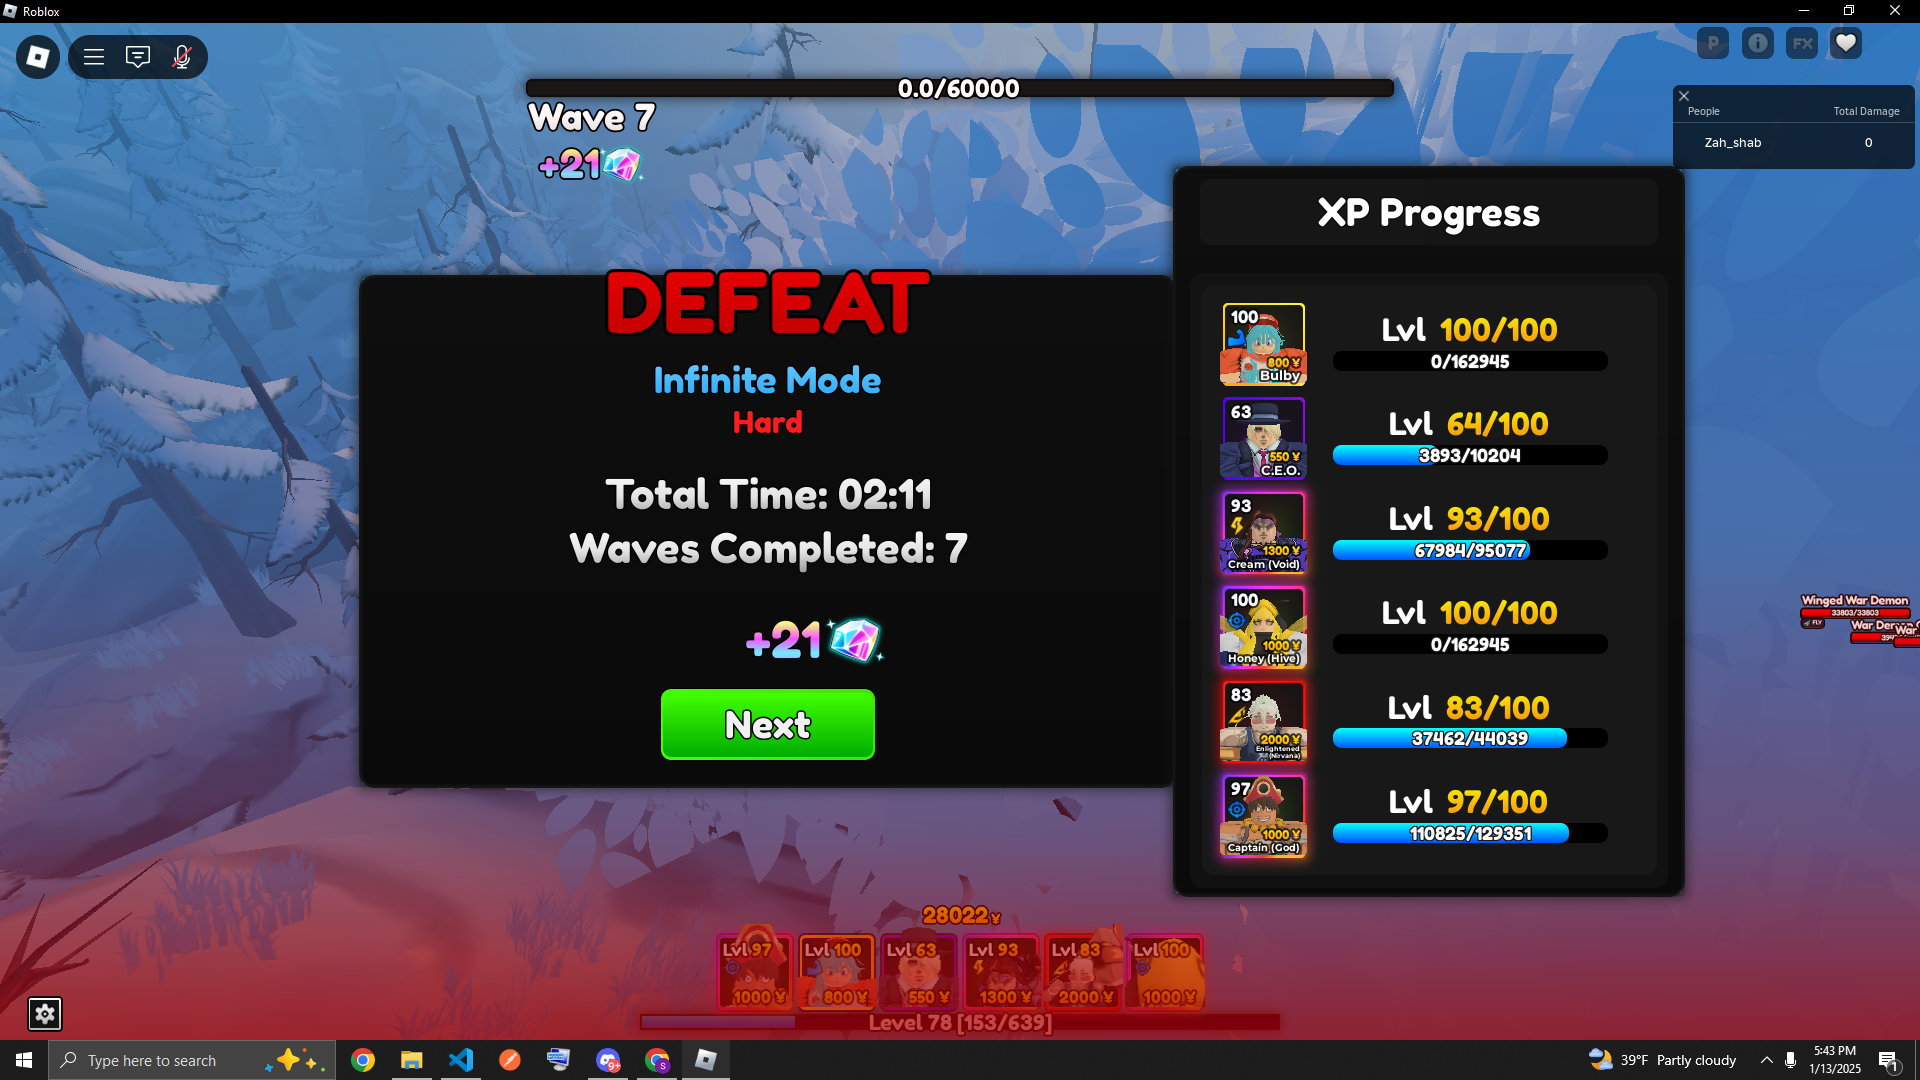 Roblox
P
FX
0.0/60000
Wave 7
+21
People Total Damage
Zah_shab 0
XP Progress
DEFEAT
Infinite Mode
Hard
Total Time: 02:11
Waves Completed: 7
+21
Next
100
800 ¥
Bulby
Lvl 100/100
0/162945
63
550 ¥
C.E.O.
Lvl 64/100
3893/10204
93
1300 ¥
Cream (Void)
Lvl 93/100
67984/95077
100
1000 ¥
Honey (Hive)
Lvl 100/100
0/162945
83
2000 ¥
Enlightened
(Nirvana)
Lvl 83/100
37462/44039
97
1000 ¥
Captain (God)
Lvl 97/100
110825/129351
Winged War Demon
33803/33803
FLY
War
28022 ¥
Lvl 97 Lvl 100 Lvl 63 Lvl 93 Lvl 83 Lvl 100
1000 ¥ 800 ¥ 550 ¥ 1300 ¥ 2000 ¥ 1000 ¥
Level 78 [153/639]
Type here to search
9+
S
39°F Partly cloudy
5:43 PM
1/13/2025
1